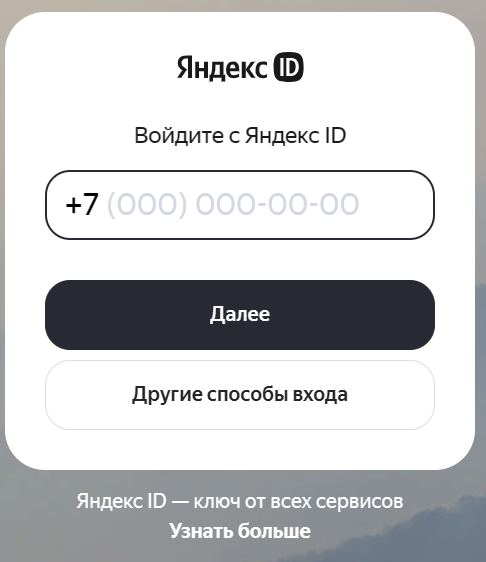 Яндекс ID
Войдите с Яндекс ID
+7 (000) 000-00-00
Далее
Другие способы входа
Яндекс ID — ключ от всех сервисов
Узнать больше